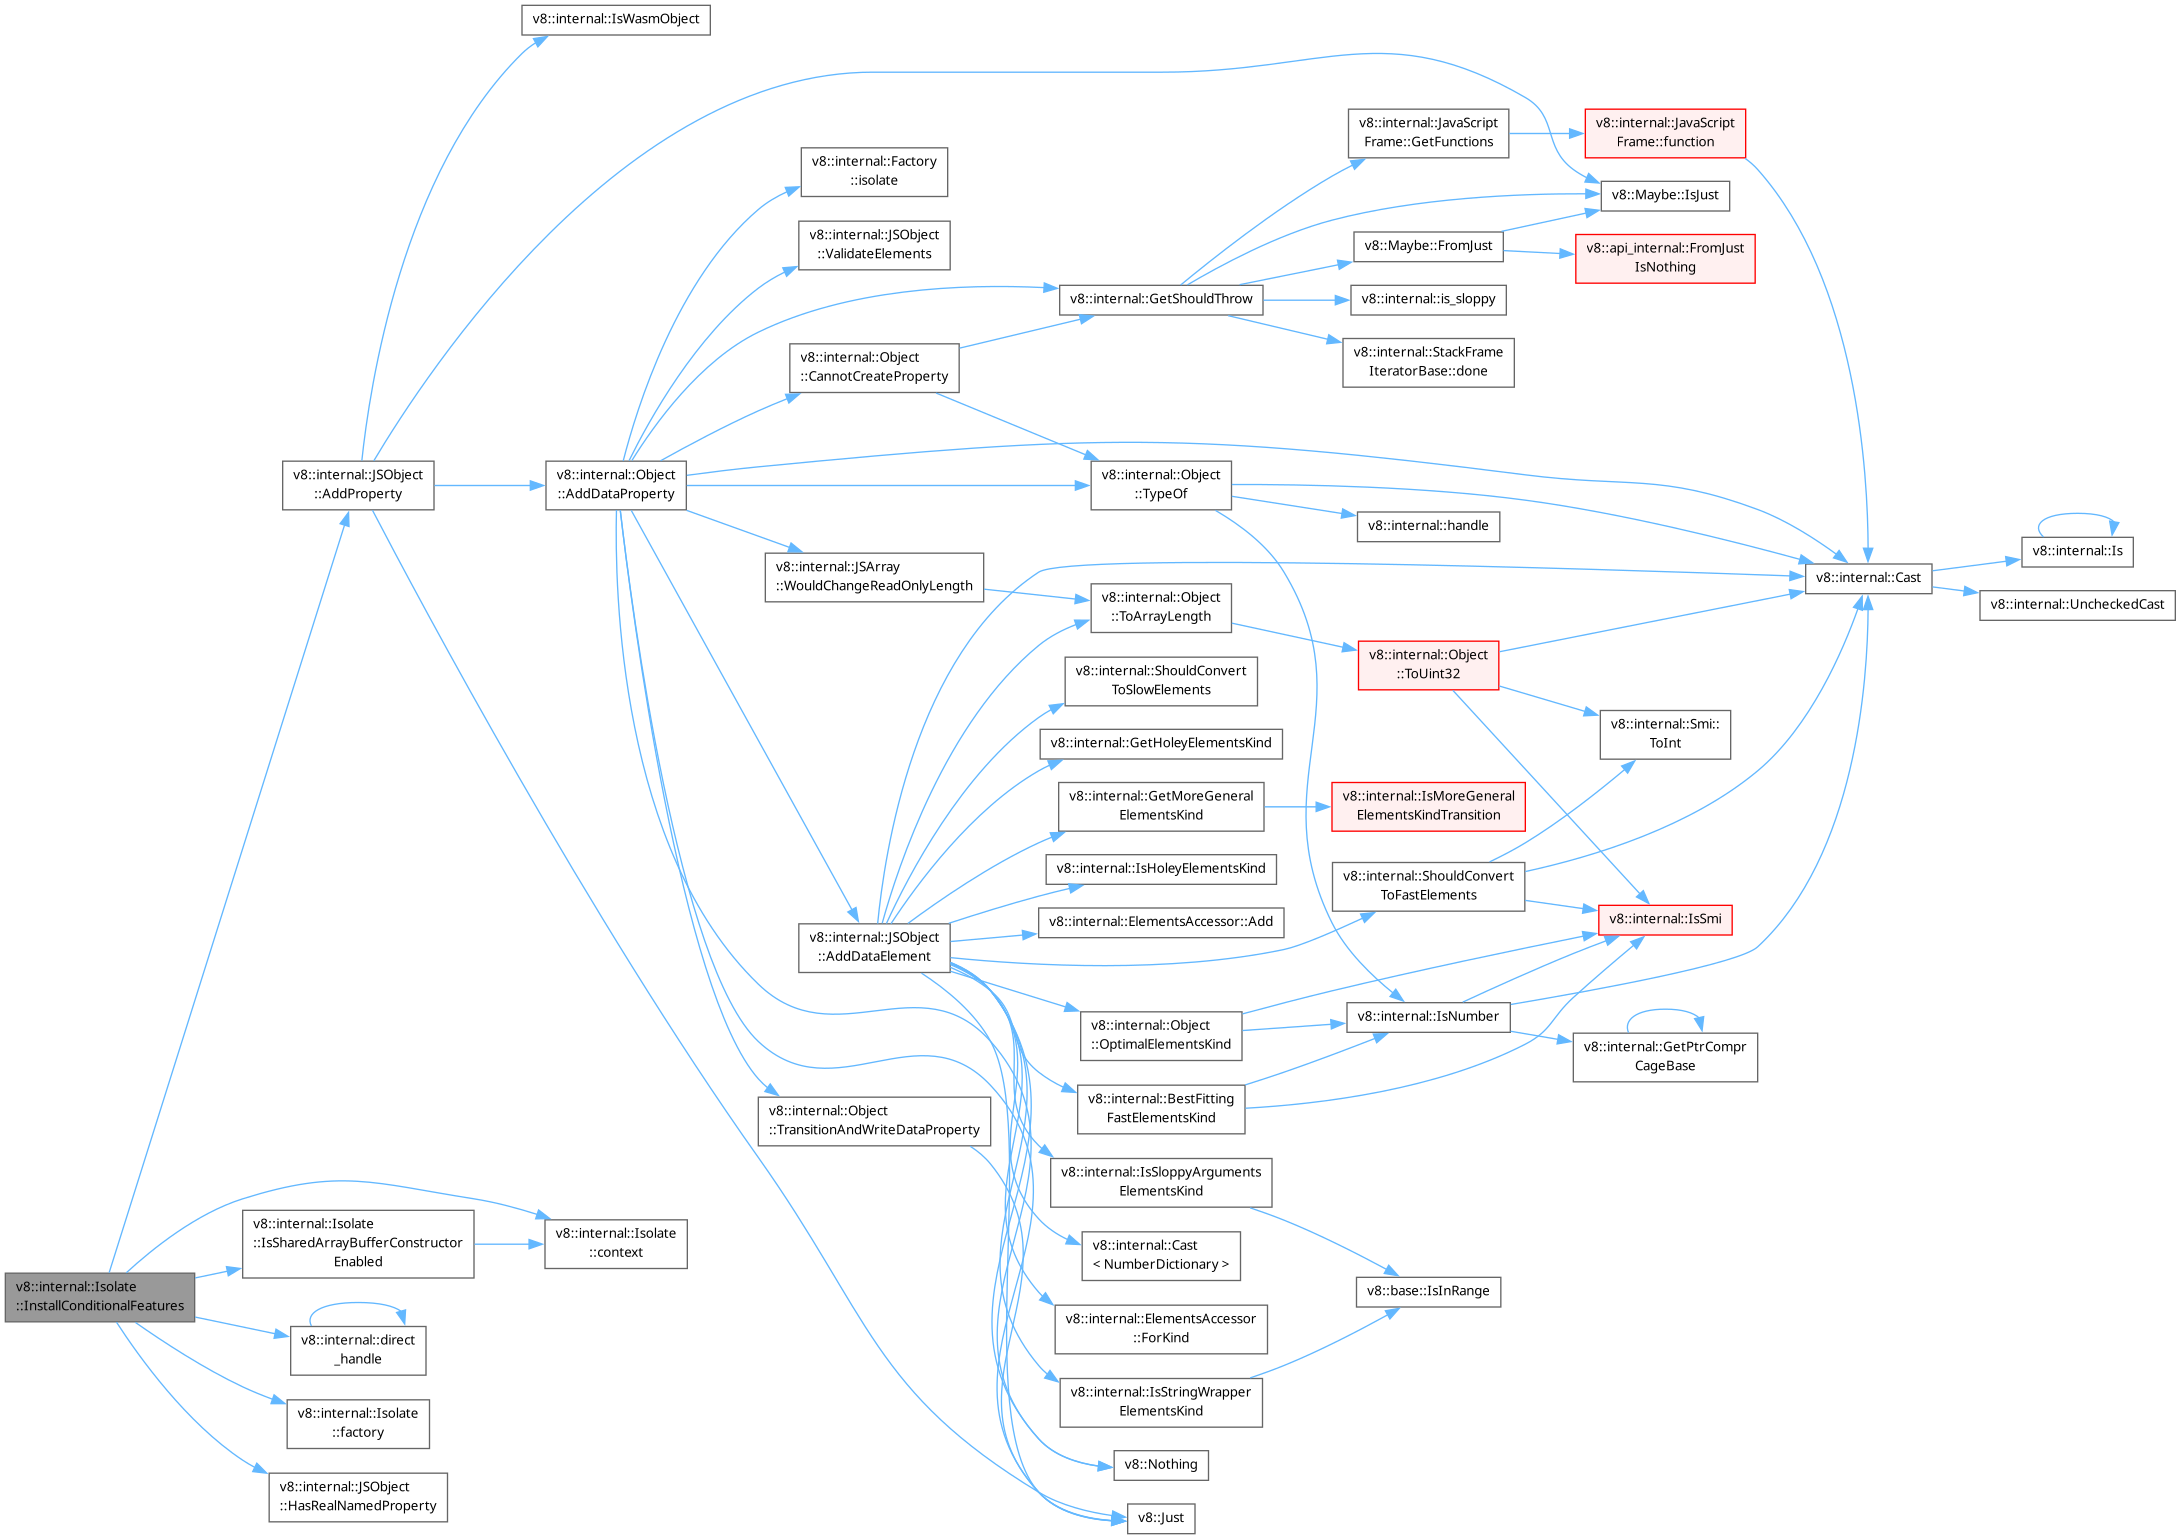 v8::internal::IsWasmObject
v8::internal::JavaScript
Frame::GetFunctions
v8::internal::JavaScript
Frame::function
v8::internal::Factory
::isolate
v8::Maybe::IsJust
v8::internal::JSObject
::ValidateElements
v8::Maybe::FromJust
v8::api_internal::FromJust
IsNothing
v8::internal::GetShouldThrow
v8::internal::is_sloppy
v8::internal::Object
::CannotCreateProperty
v8::internal::StackFrame
IteratorBase::done
v8::internal::JSObject
::AddProperty
v8::internal::Object
::AddDataProperty
v8::internal::Object
::TypeOf
v8::internal::handle
v8::internal::Is
v8::internal::JSArray
::WouldChangeReadOnlyLength
v8::internal::Cast
v8::internal::Object
::ToArrayLength
v8::internal::UncheckedCast
v8::internal::Object
::ToUint32
v8::internal::ShouldConvert
ToSlowElements
v8::internal::Smi::
ToInt
v8::internal::GetHoleyElementsKind
v8::internal::GetMoreGeneral
ElementsKind
v8::internal::IsMoreGeneral
ElementsKindTransition
v8::internal::IsHoleyElementsKind
v8::internal::ShouldConvert
ToFastElements
v8::internal::ElementsAccessor::Add
v8::internal::IsSmi
v8::internal::JSObject
::AddDataElement
v8::internal::Object
::OptimalElementsKind
v8::internal::IsNumber
v8::internal::GetPtrCompr
CageBase
v8::internal::BestFitting
FastElementsKind
v8::internal::Object
::TransitionAndWriteDataProperty
v8::internal::IsSloppyArguments
ElementsKind
v8::internal::Isolate
::IsSharedArrayBufferConstructor
Enabled
v8::internal::Isolate
::context
v8::internal::Cast
< NumberDictionary >
v8::internal::Isolate
::InstallConditionalFeatures
v8::base::IsInRange
v8::internal::direct
_handle
v8::internal::ElementsAccessor
::ForKind
v8::internal::Isolate
::factory
v8::internal::IsStringWrapper
ElementsKind
v8::internal::JSObject
::HasRealNamedProperty
v8::Nothing
v8::Just